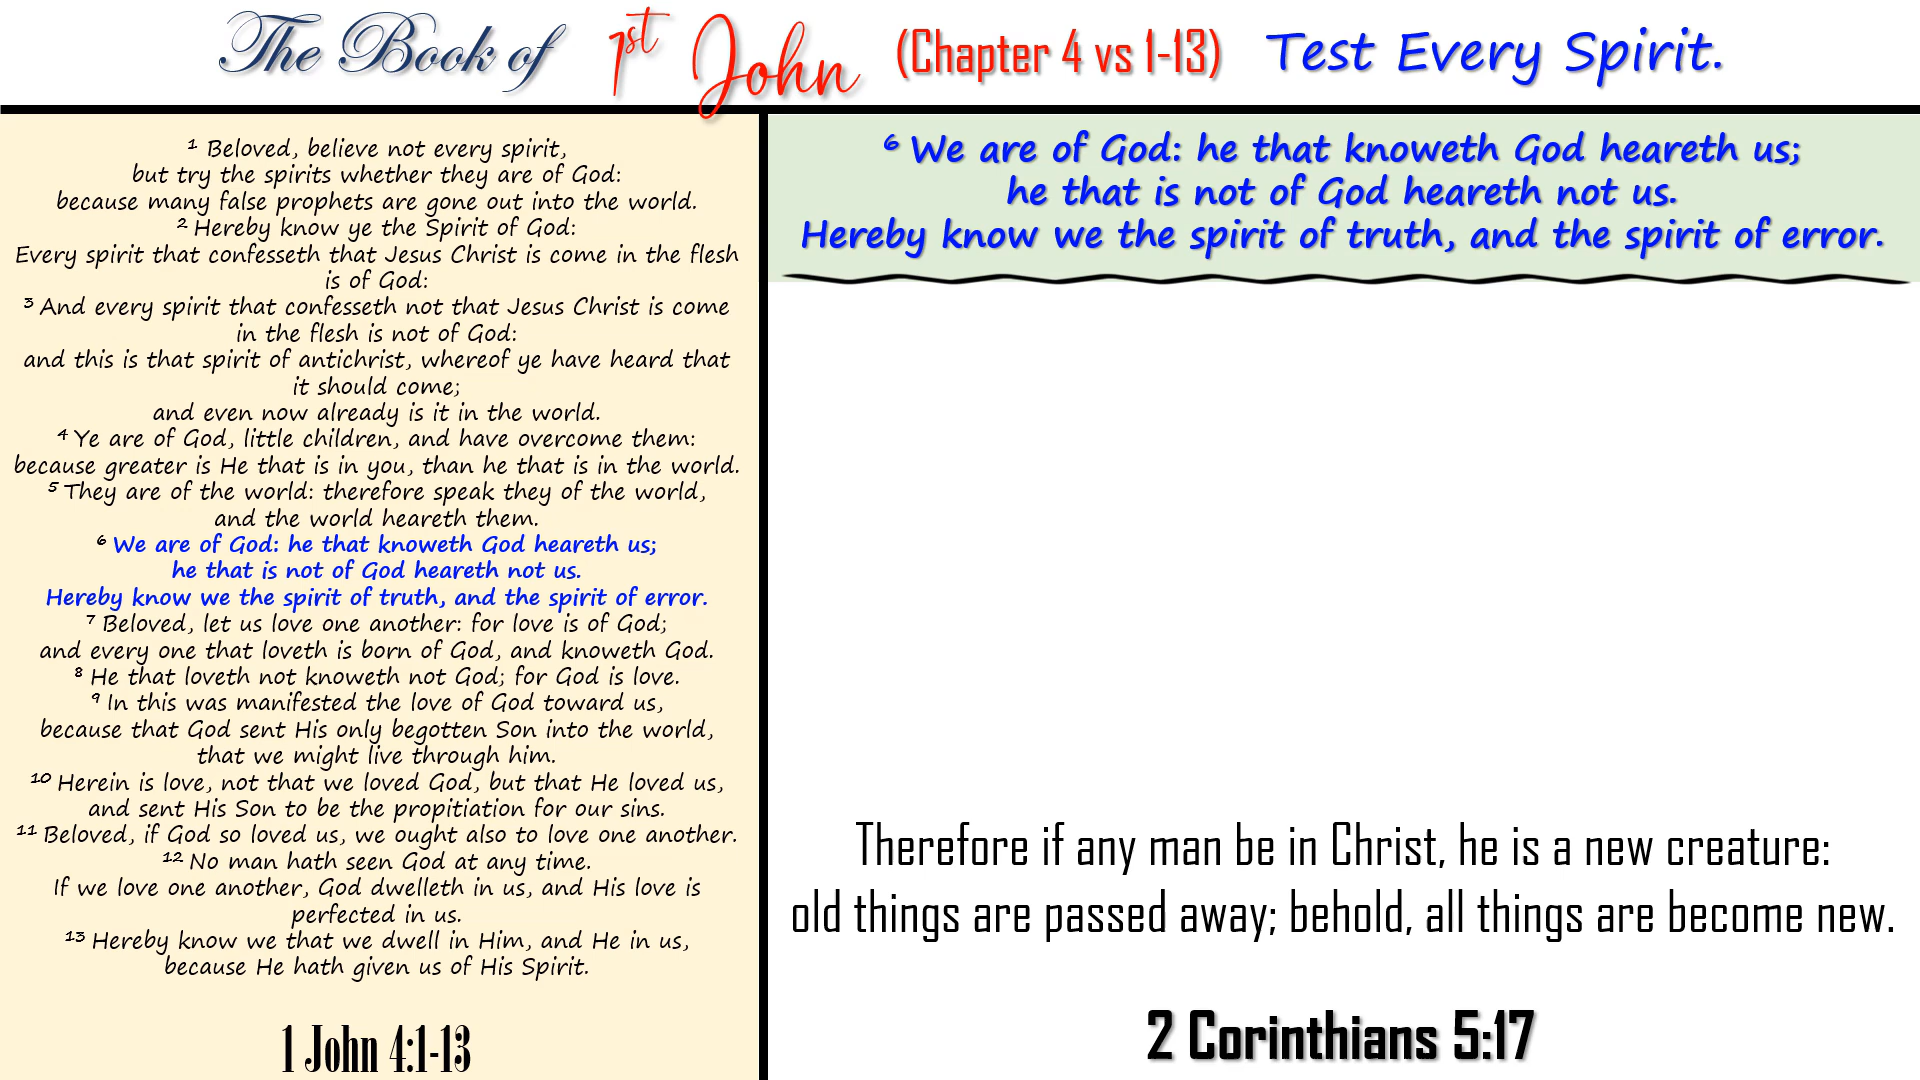 The Book of 1st John (Chapter 4 vs 1-13) Test Every Spirit.
1 Beloved, believe not every spirit,
but try the spirits whether they are of God:
because many false prophets are gone out into the world.
2 Hereby know ye the Spirit of God:
Every spirit that confesseth that Jesus Christ is come in the flesh
is of God:
3 And every spirit that confesseth not that Jesus Christ is come
in the flesh is not of God:
and this is that spirit of antichrist, whereof ye have heard that
it should come;
and even now already is it in the world.
4 Ye are of God, little children, and have overcome them:
because greater is He that is in you, than he that is in the world.
5 They are of the world: therefore speak they of the world,
and the world heareth them.
6 We are of God: he that knoweth God heareth us;
he that is not of God heareth not us.
Hereby know we the spirit of truth, and the spirit of error.
7 Beloved, let us love one another: for love is of God;
and every one that loveth is born of God, and knoweth God.
8 He that loveth not knoweth not God; for God is love.
9 In this was manifested the love of God toward us,
because that God sent His only begotten Son into the world,
that we might live through him.
10 Herein is love, not that we loved God, but that He loved us,
and sent His Son to be the propitiation for our sins.
11 Beloved, if God so loved us, we ought also to love one another.
12 No man hath seen God at any time.
If we love one another, God dwelleth in us, and His love is
perfected in us.
13 Hereby know we that we dwell in Him, and He in us,
because He hath given us of His Spirit.
1 John 4:1-13
6 We are of God: he that knoweth God heareth us;
he that is not of God heareth not us.
Hereby know we the spirit of truth, and the spirit of error.
Therefore if any man be in Christ, he is a new creature:
old things are passed away; behold, all things are become new.
2 Corinthians 5:17